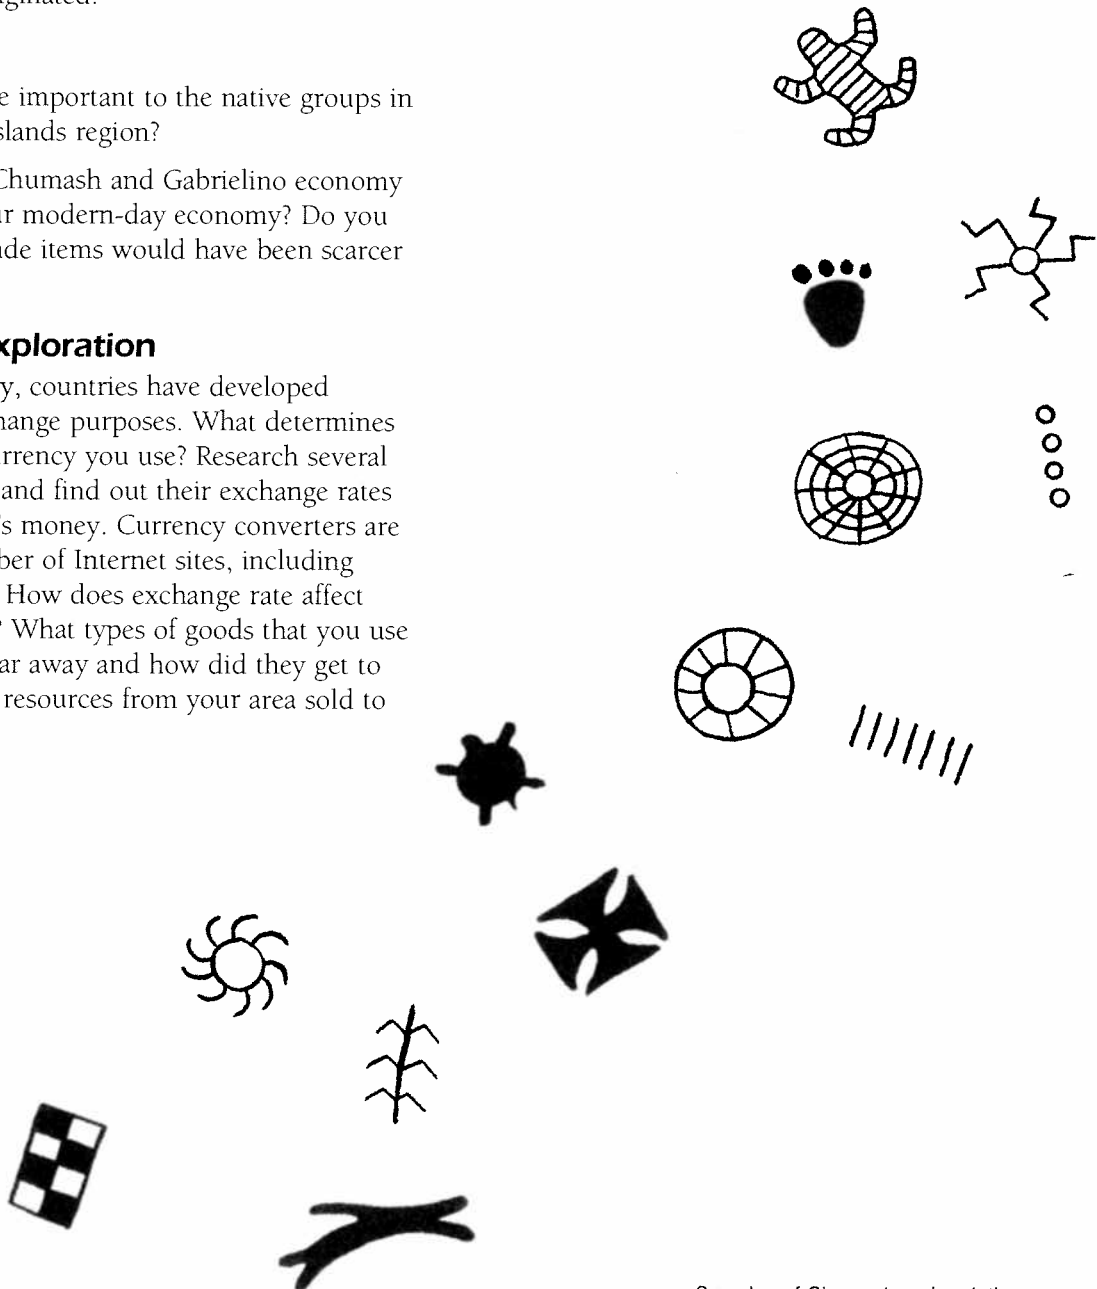 ginated?
e important to the native groups in
slands region?
Chumash and Gabrielino economy
ur modern-day economy? Do you
ade items would have been scarcer
xploration
y, countries have developed
hange purposes. What determines
urrency you use? Research several
and find out their exchange rates
's money. Currency converters are
ber of Internet sites, including
How does exchange rate affect
? What types of goods that you use
ar away and how did they get to
resources from your area sold to
of